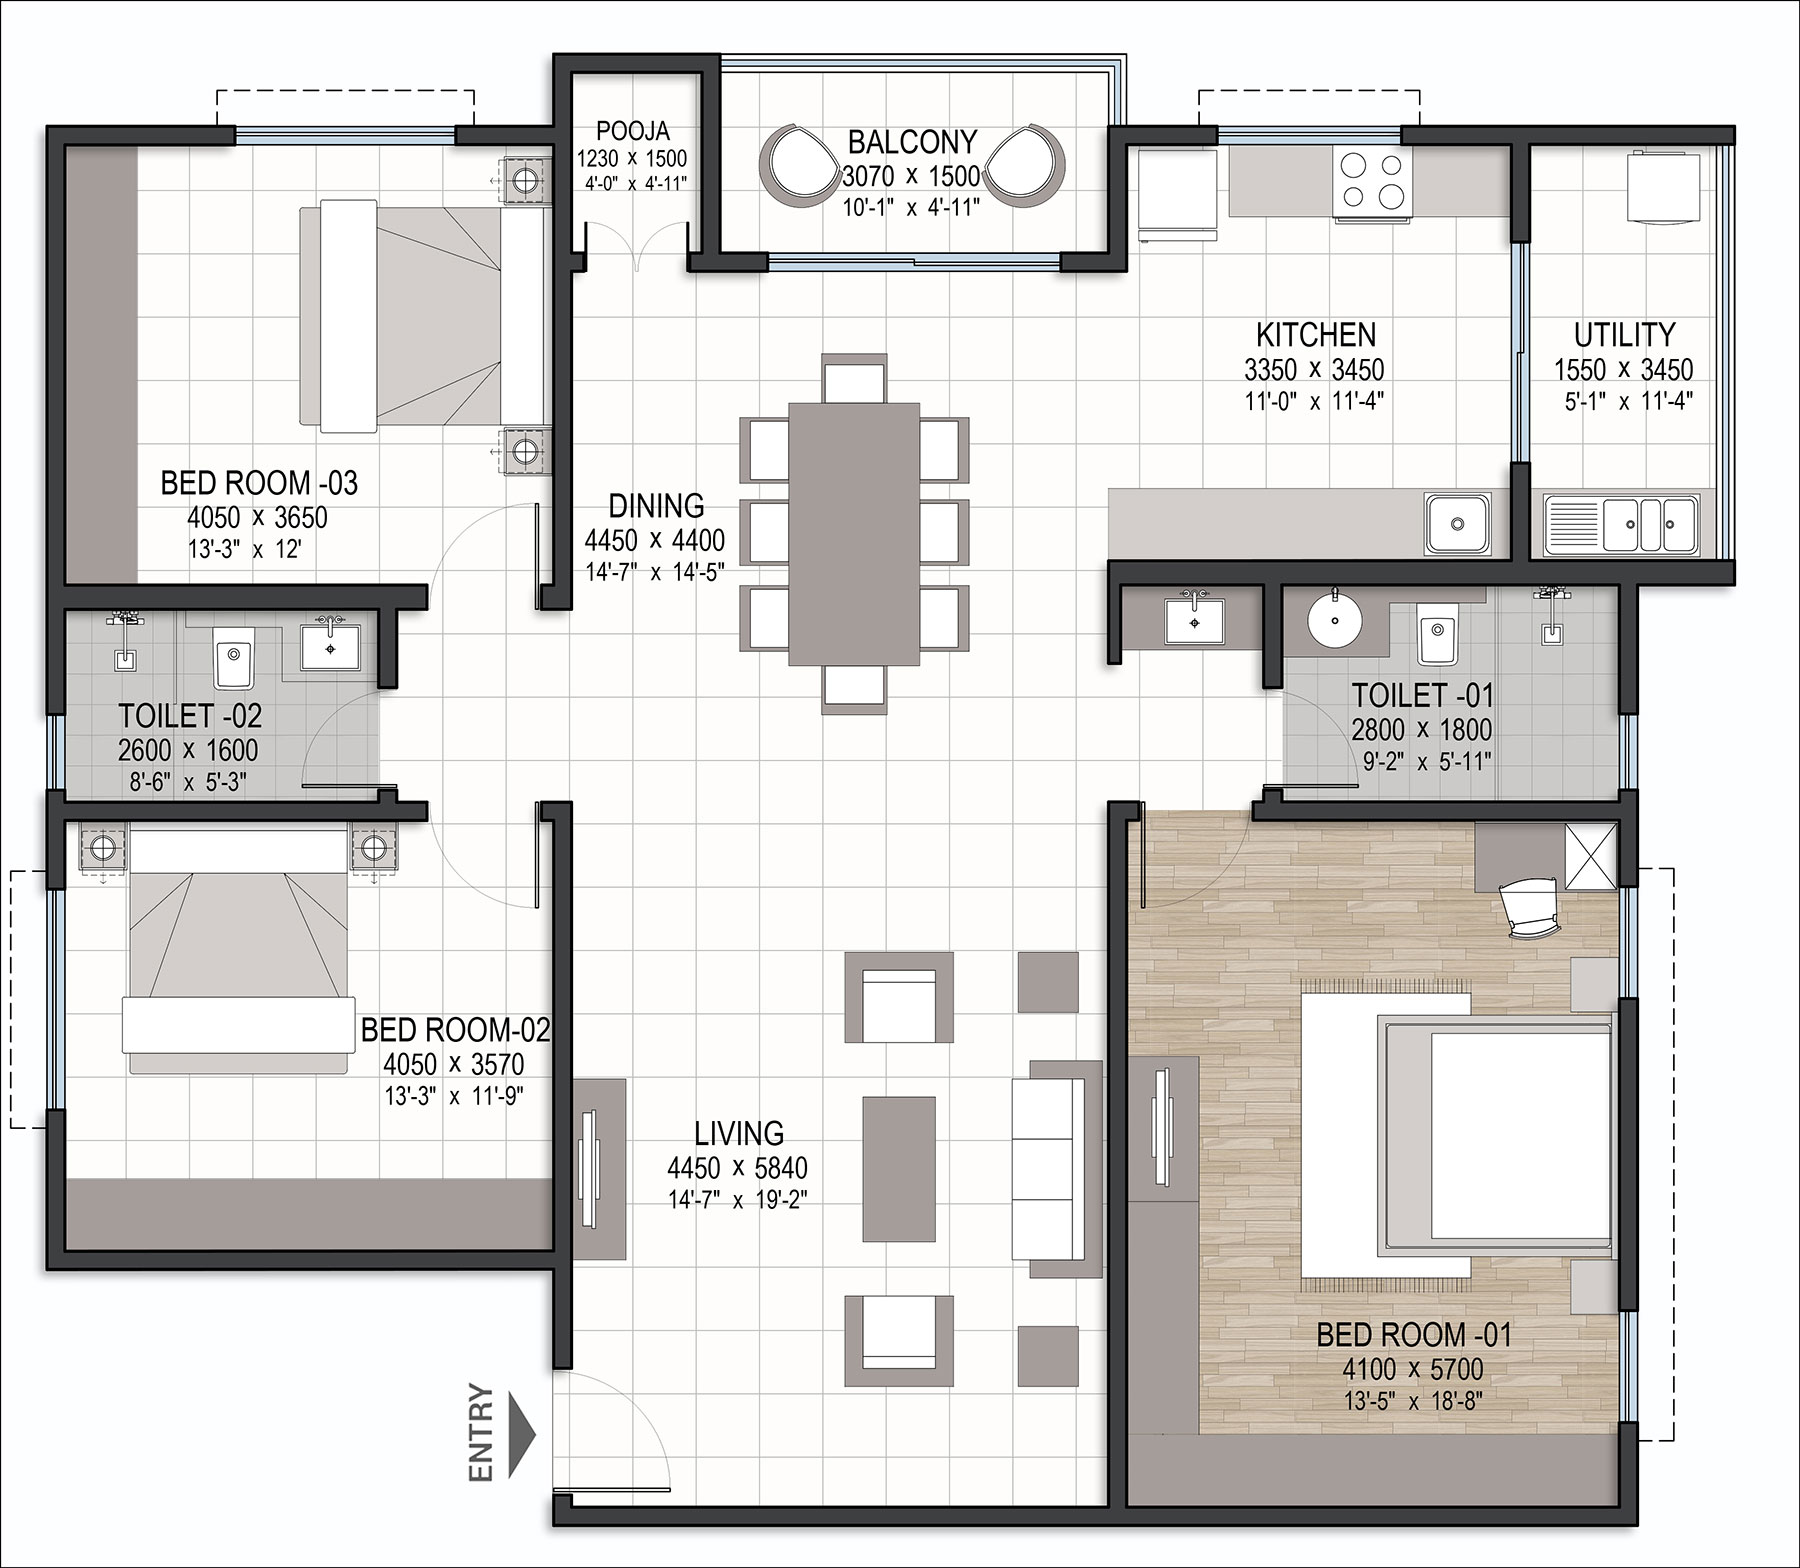 POOJA
1230 x 1500
4'-0" x 4'-11"
BALCONY
3070 x 1500
10'-1" x 4'-11"
KITCHEN
3350 x 3450
11'-0" x 11'-4"
UTILITY
1550 x 3450
5'-1" x 11'-4"
BED ROOM -03
4050 x 3650
13'-3" x 12'
DINING
4450 x 4400
14'-7" x 14'-5"
TOILET -02
2600 x 1600
8'-6" x 5'-3"
TOILET -01
2800 x 1800
9'-2" x 5'-11"
BED ROOM-02
4050 x 3570
13'-3" x 11'-9"
LIVING
4450 x 5840
14'-7" x 19'-2"
BED ROOM -01
4100 x 5700
13'-5" x 18'-8"
ENTRY